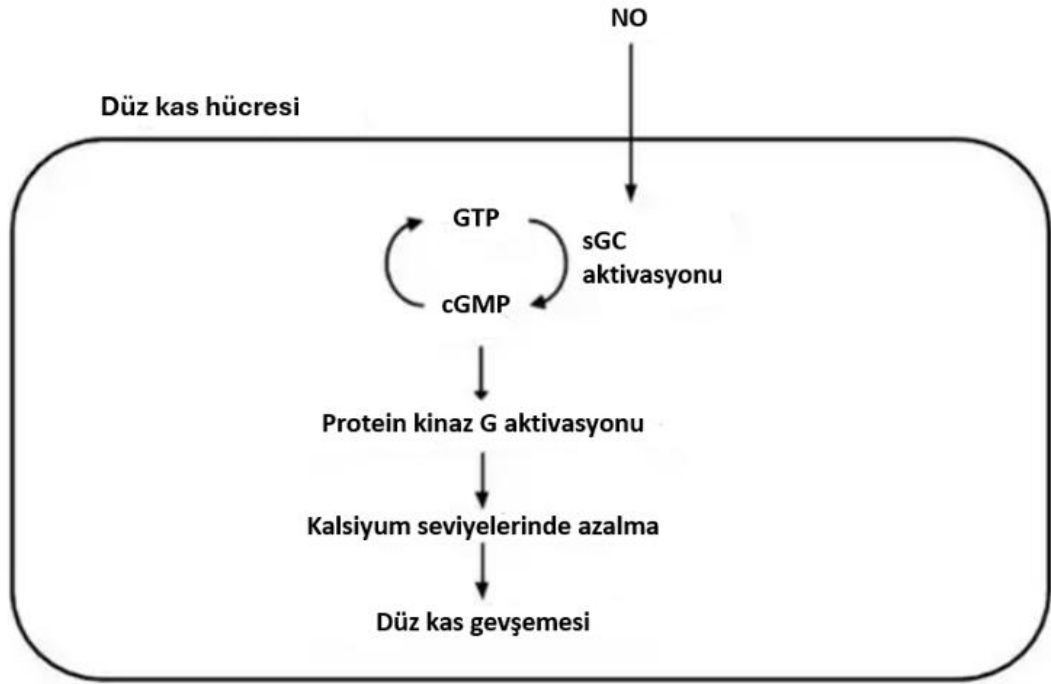 NO
Düz kas hücresi
GTP
sGC
aktivasyonu
cGMP
Protein kinaz G aktivasyonu
Kalsiyum seviyelerinde azalma
Düz kas gevşemesi